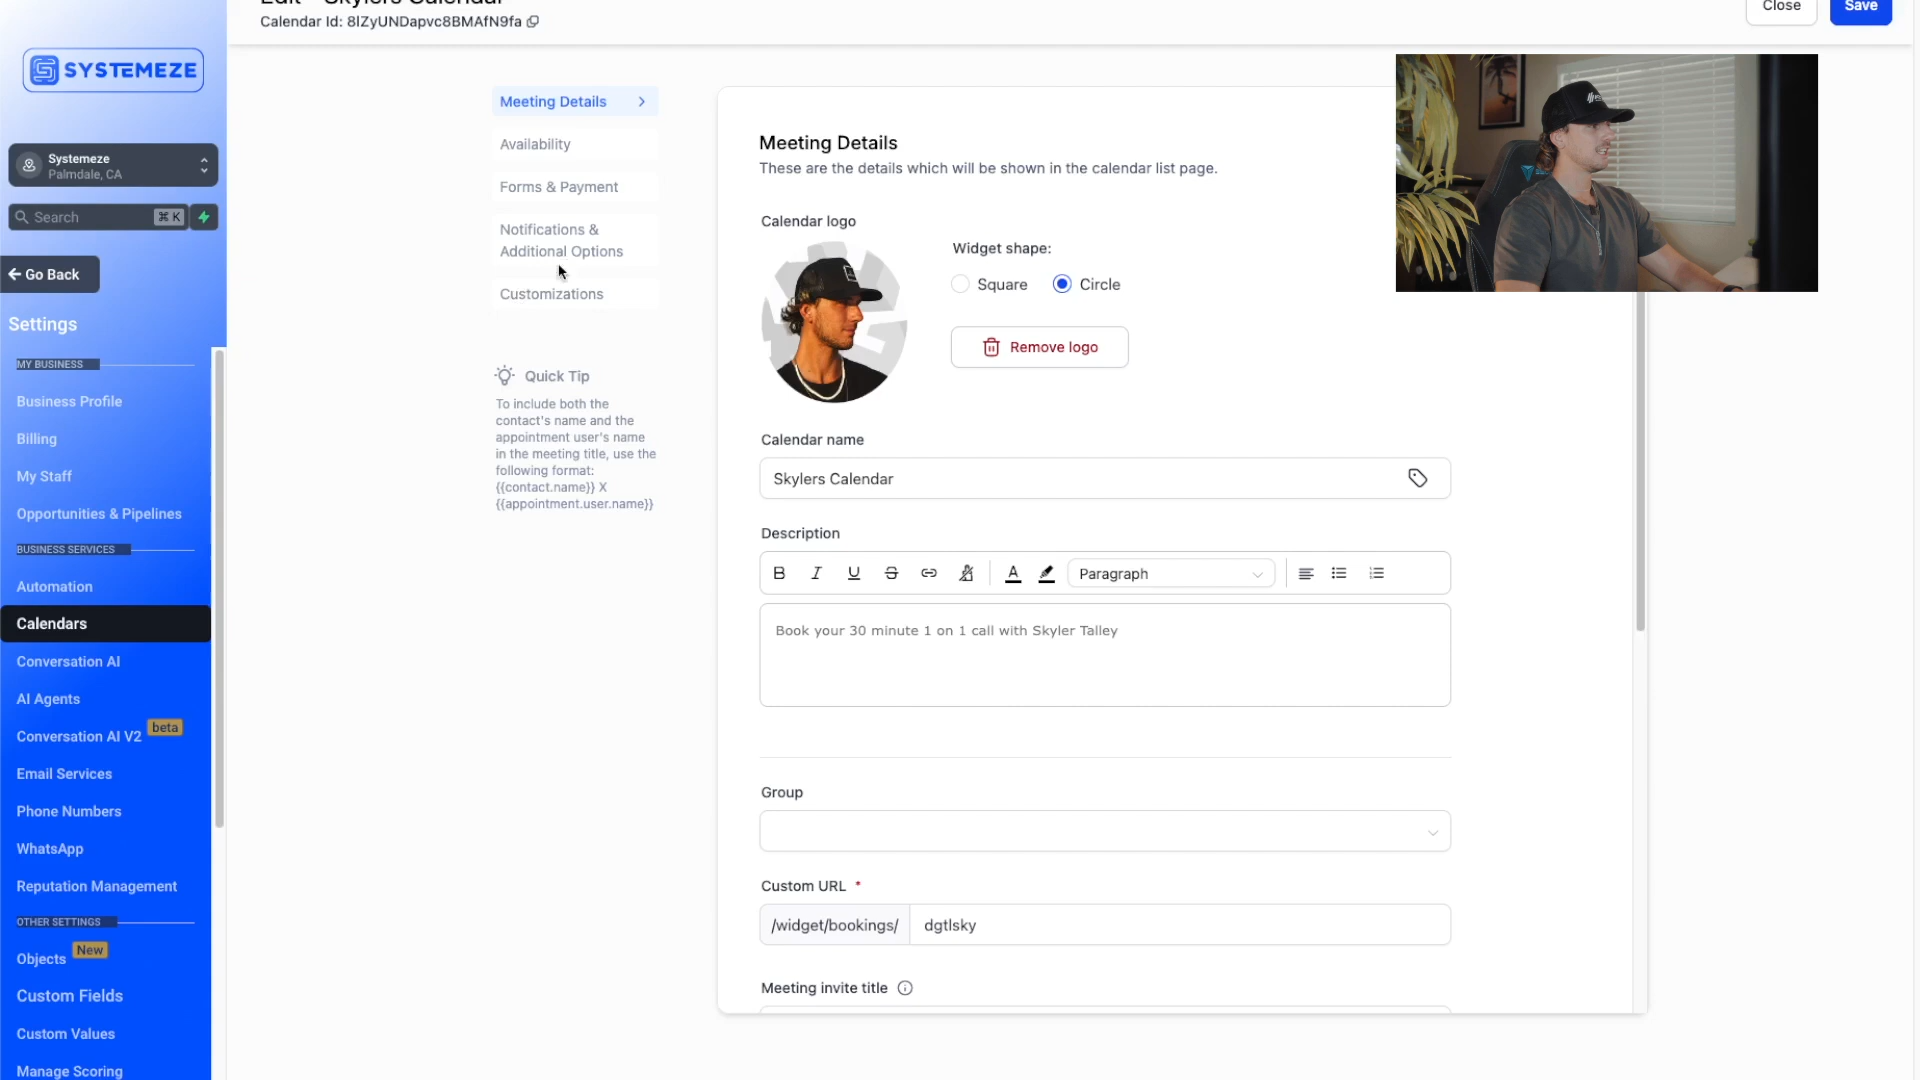 Edit - Skylers Calendar
Calendar Id: 8lZyUNDapvc8BMAfN9fa
Close
Save
SYSTEMEZE
Systemeze
Palmdale, CA
Search
⌘ K
Go Back
Settings
MY BUSINESS
Business Profile
Billing
My Staff
Opportunities & Pipelines
BUSINESS SERVICES
Automation
Calendars
Conversation AI
AI Agents
Conversation AI V2 beta
Email Services
Phone Numbers
WhatsApp
Reputation Management
OTHER SETTINGS
Objects New
Custom Fields
Custom Values
Manage Scoring
Meeting Details
Availability
Forms & Payment
Notifications &
Additional Options
Customizations
Quick Tip
To include both the
contact's name and the
appointment user's name
in the meeting title, use the
following format:
{{contact.name}} X
{{appointment.user.name}}
Meeting Details
These are the details which will be shown in the calendar list page.
Calendar logo
Widget shape:
Square
Circle
Remove logo
Calendar name
Skylers Calendar
Description
Paragraph
Book your 30 minute 1 on 1 call with Skyler Talley
Group
Custom URL *
/widget/bookings/ dgtlsky
Meeting invite title